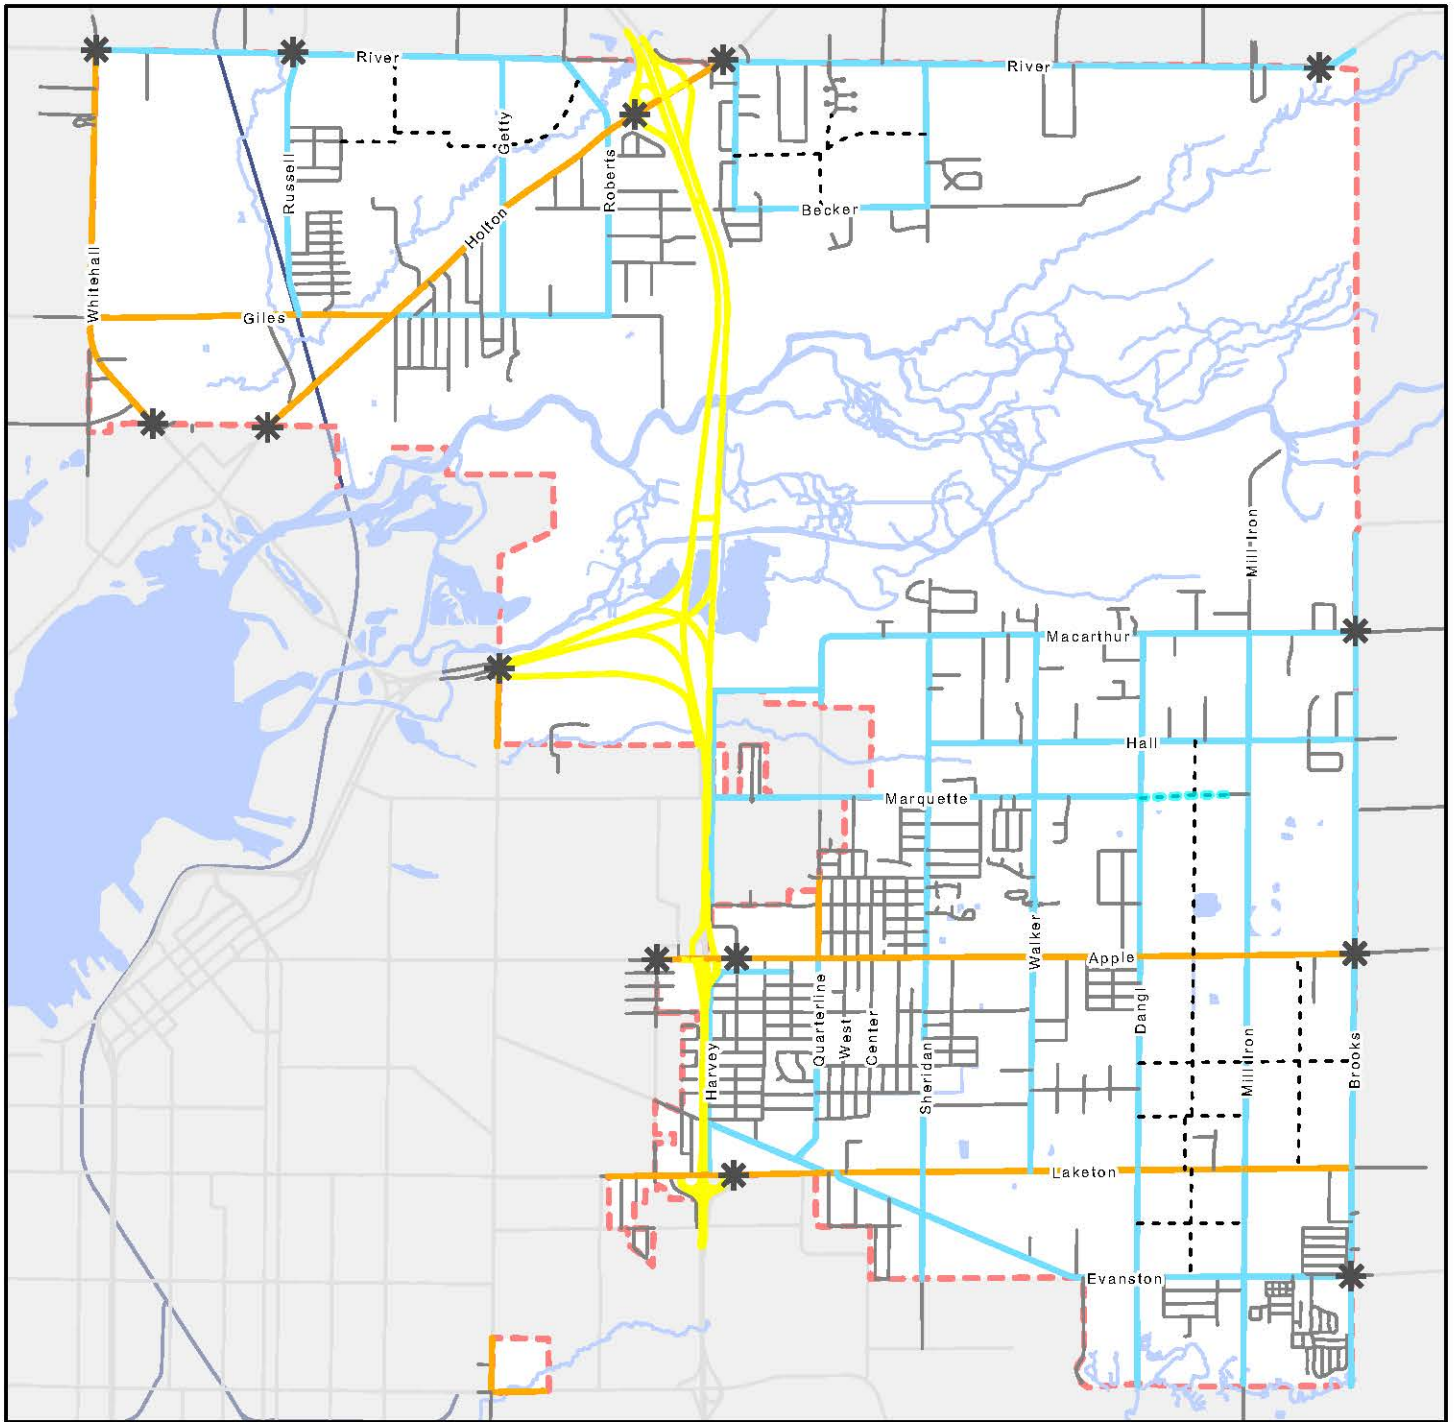 River
River
Getty
Russell
Roberts
Becker
Holton
Whitehall
Giles
Mill-Iron
Macarthur
Hall
Marquette
Walker
Apple
Quarterline
West
Center
Dangl
Harvey
Sheridan
Mill-Iron
Brooks
Laketon
Evanston